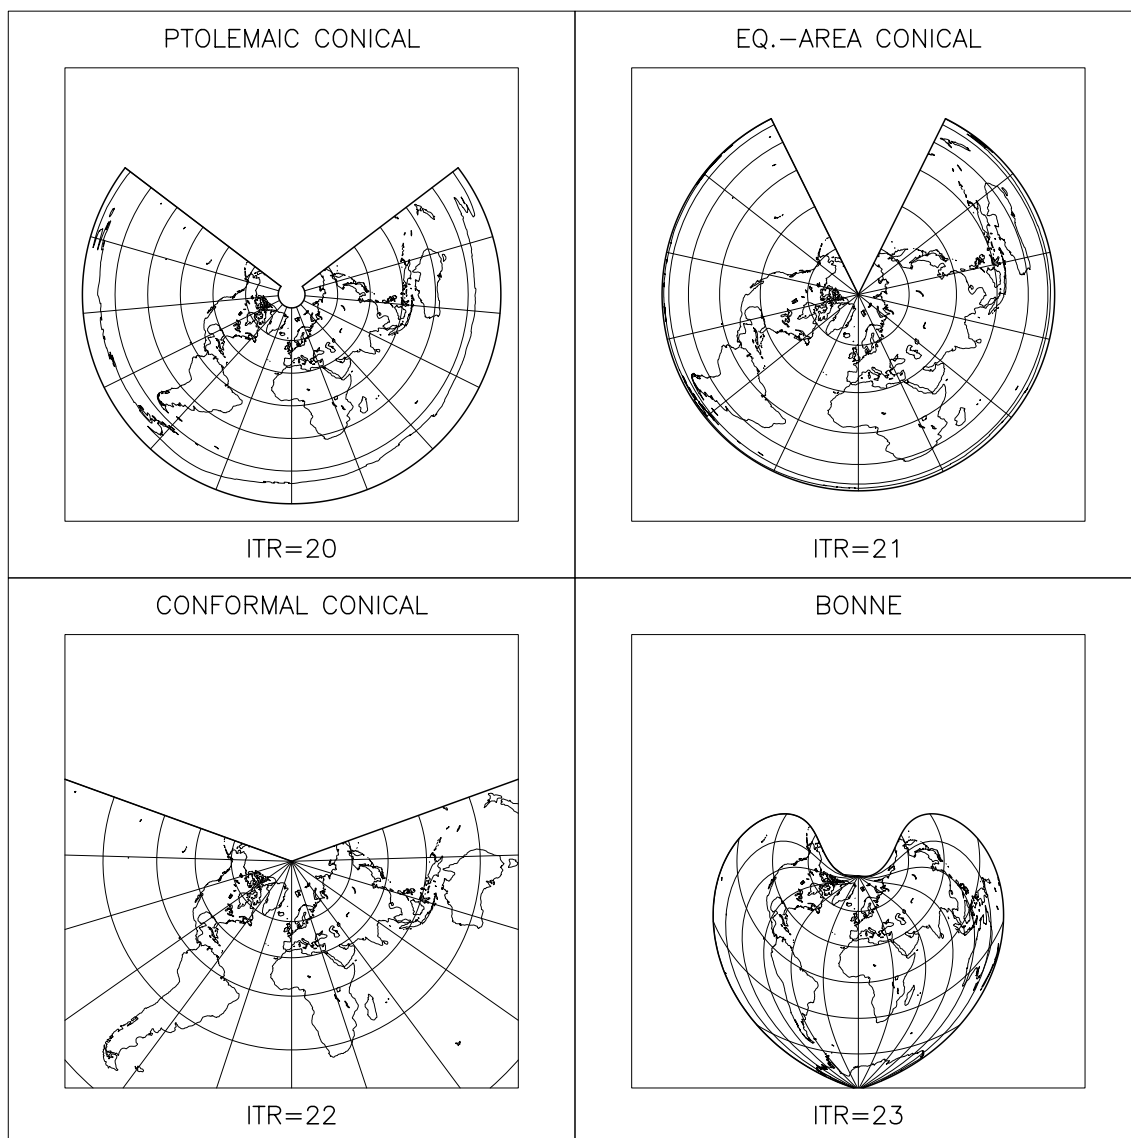 PTOLEMAIC CONICAL
EQ.-AREA CONICAL
ITR=20
ITR=21
CONFORMAL CONICAL
BONNE
ITR=22
ITR=23